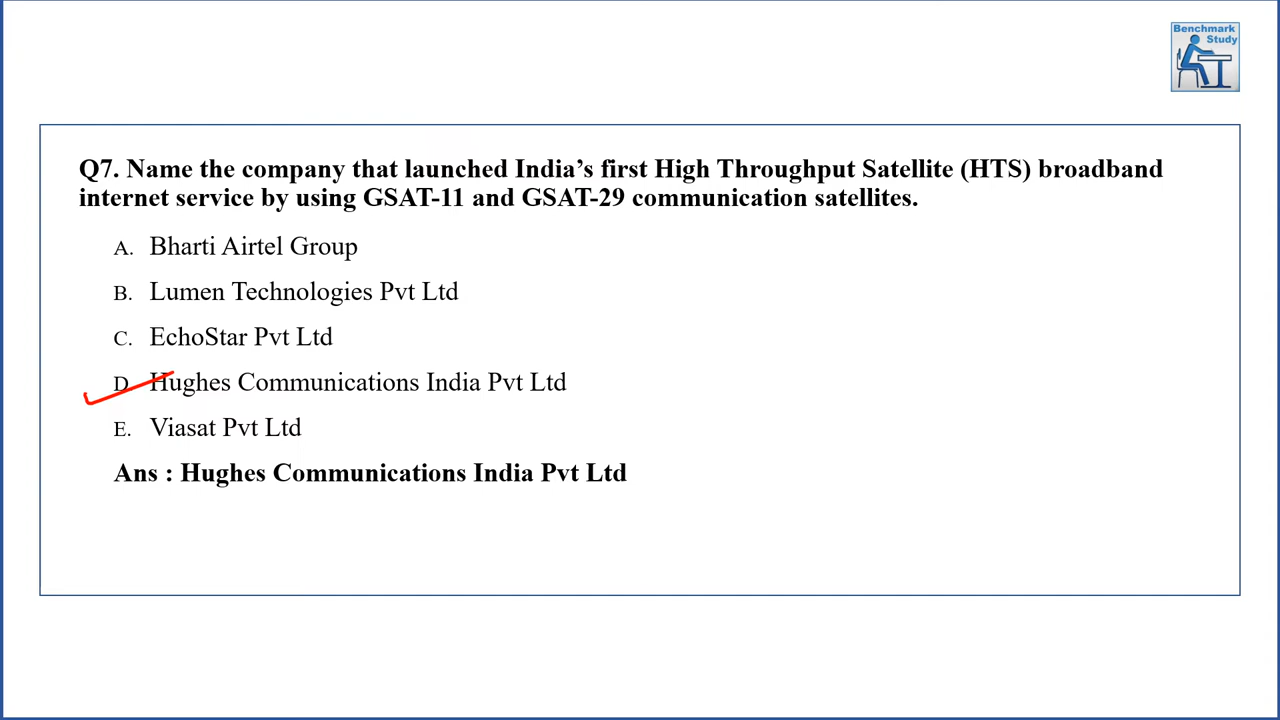 Benchmark
Study
Q7. Name the company that launched India’s first High Throughput Satellite (HTS) broadband
internet service by using GSAT-11 and GSAT-29 communication satellites.
A. Bharti Airtel Group
B. Lumen Technologies Pvt Ltd
C. EchoStar Pvt Ltd
D. Hughes Communications India Pvt Ltd
E. Viasat Pvt Ltd
Ans : Hughes Communications India Pvt Ltd